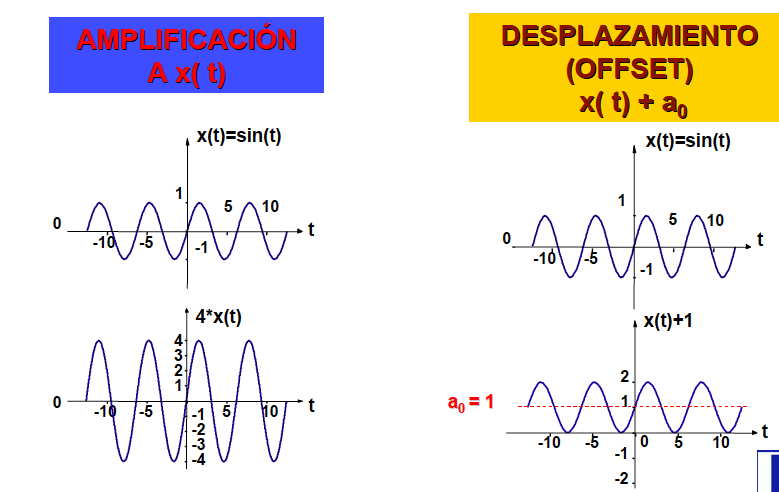 AMPLIFICACIÓN
A x( t)
x(t)=sin(t)
1
5 10
0
t
-10 -5
-1
4*x(t)
4
3
2
1
0
t
-10 -5 5 10
-1
-2
-3
-4
DESPLAZAMIENTO
(OFFSET)
x( t) + a₀
x(t)=sin(t)
1
5 10
0
t
-10 -5
-1
x(t)+1
2
a₀ = 1
1
t
-10 -5 0 5 10
-1
-2